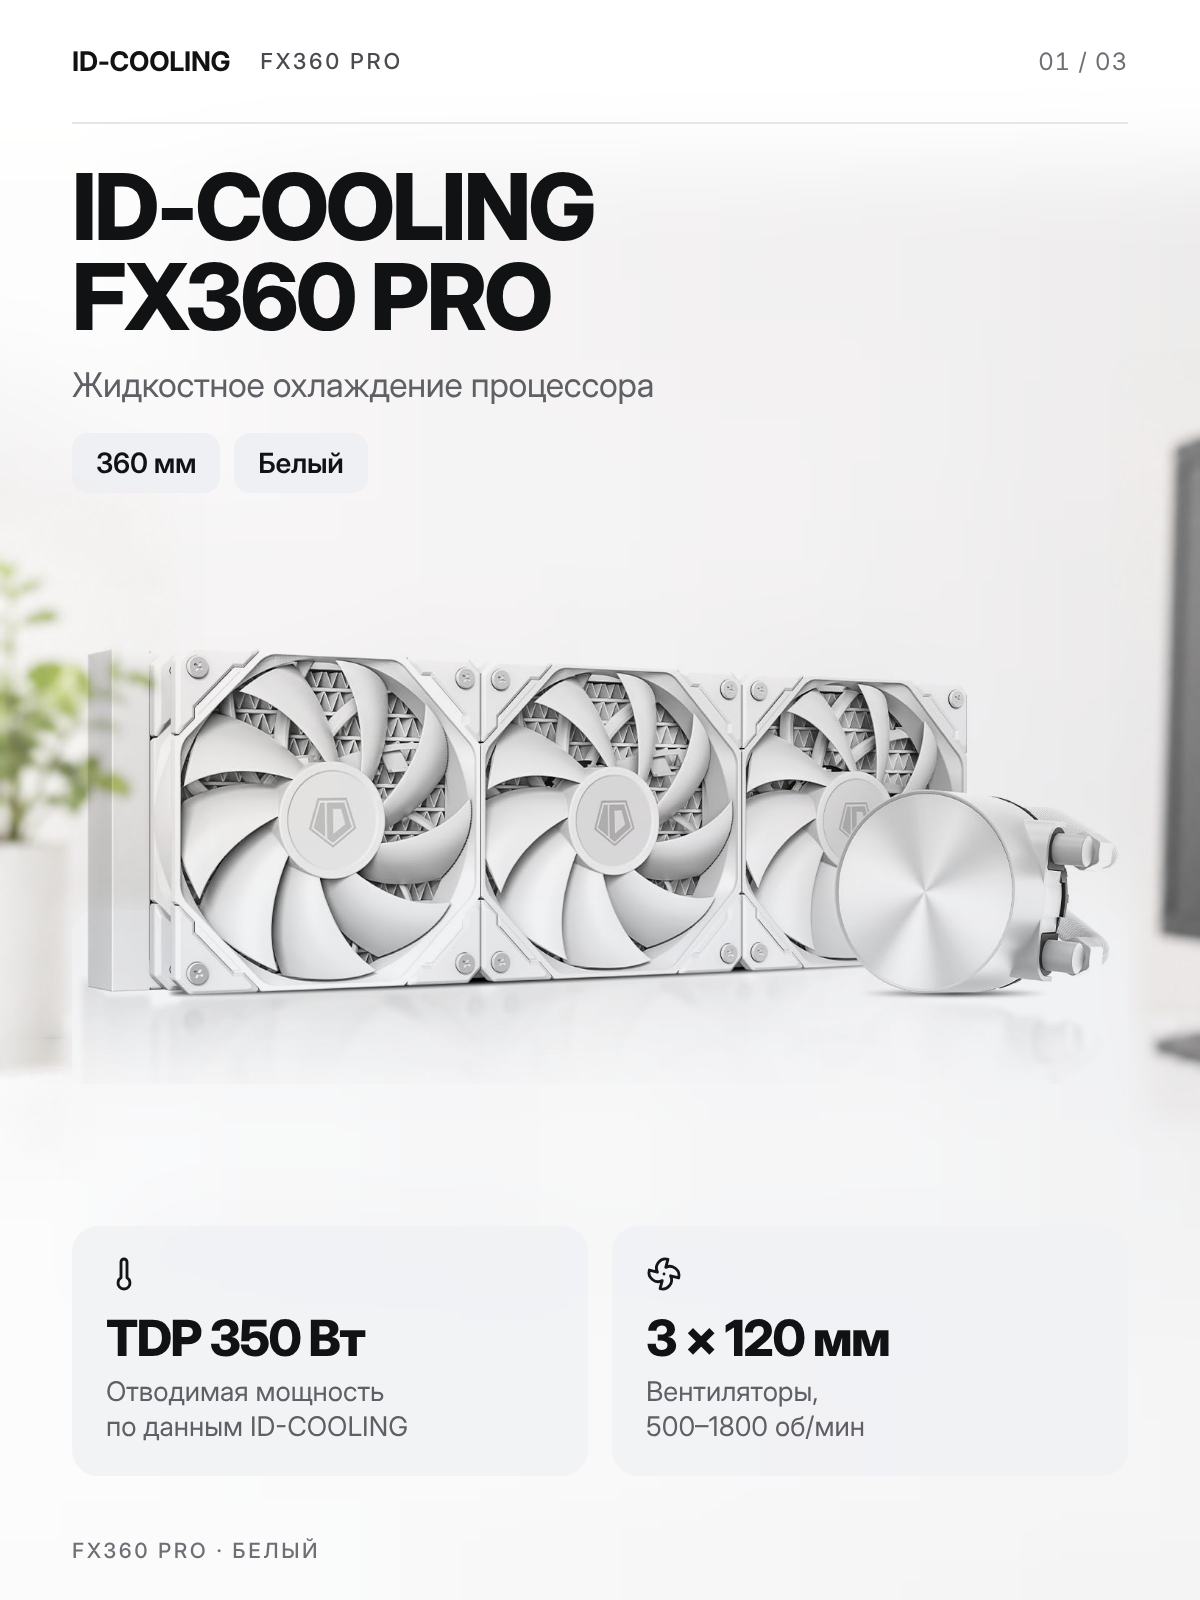 ID-COOLING FX360 PRO 01 / 03
ID-COOLING
FX360 PRO
Жидкостное охлаждение процессора
360 мм Белый
TDP 350 Вт
Отводимая мощность
по данным ID-COOLING
3 × 120 мм
Вентиляторы,
500–1800 об/мин
FX360 PRO · БЕЛЫЙ